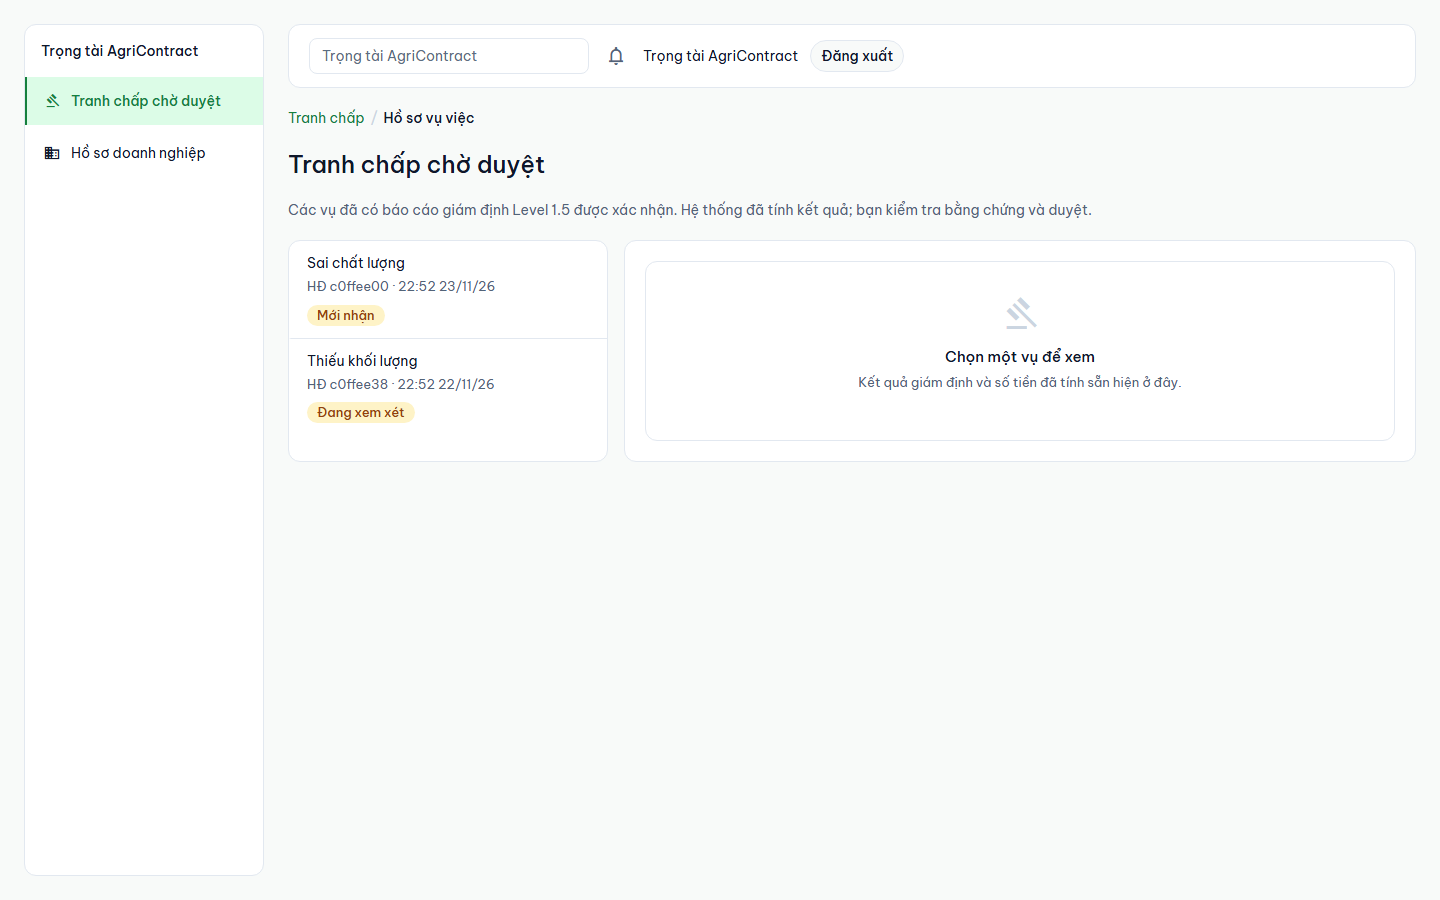 Trọng tài AgriContract
Tranh chấp chờ duyệt
Hồ sơ doanh nghiệp
Trọng tài AgriContract
Trọng tài AgriContract
Đăng xuất
Tranh chấp / Hồ sơ vụ việc
Tranh chấp chờ duyệt
Các vụ đã có báo cáo giám định Level 1.5 được xác nhận. Hệ thống đã tính kết quả; bạn kiểm tra bằng chứng và duyệt.
Sai chất lượng
HĐ c0ffee00 · 22:52 23/11/26
Mới nhận
Thiếu khối lượng
HĐ c0ffee38 · 22:52 22/11/26
Đang xem xét
Chọn một vụ để xem
Kết quả giám định và số tiền đã tính sẵn hiện ở đây.